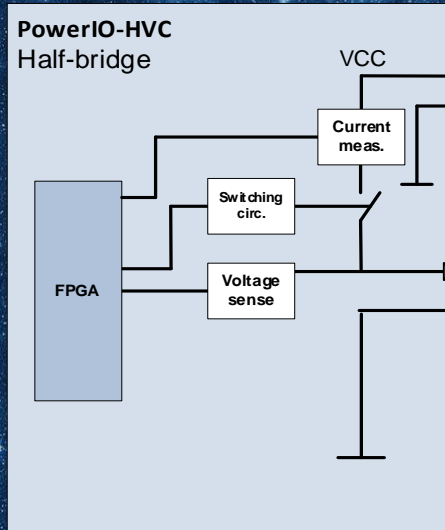 PowerIO-HVC
Half-bridge
VCC
Current
meas.
Switching
circ.
FPGA
Voltage
sense